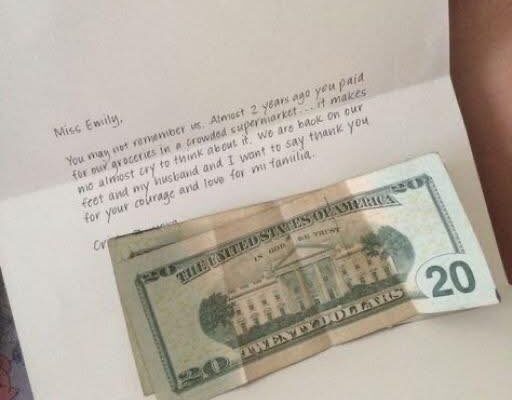 Miss Emily,
You may not remember us. Almost 2 years ago you paid
for our groceries in a crowded supermarket... it makes
me almost cry to think about it. We are back on our
feet and my husband and I want to say thank you
for your courage and love for mi familia.
20
THE UNITED STATES OF AMERICA
IN GOD WE TRUST
20
20
TWENTY DOLLARS
20